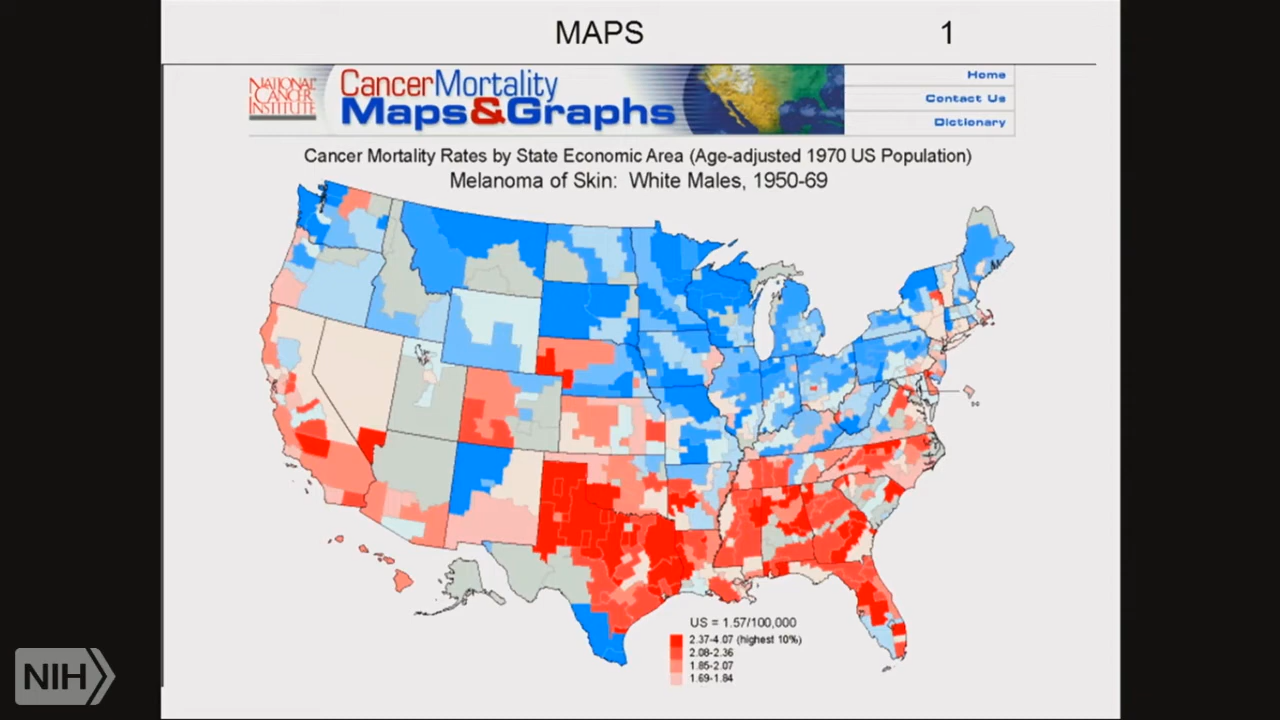 MAPS 1
NATIONAL
CANCER
INSTITUTE
CancerMortality
Maps&Graphs
Home
Contact Us
Dictionary
Cancer Mortality Rates by State Economic Area (Age-adjusted 1970 US Population)
Melanoma of Skin: White Males, 1950-69
US = 1.57/100,000
2.37-4.07 (highest 10%)
2.08-2.36
1.85-2.07
1.69-1.84
NIH